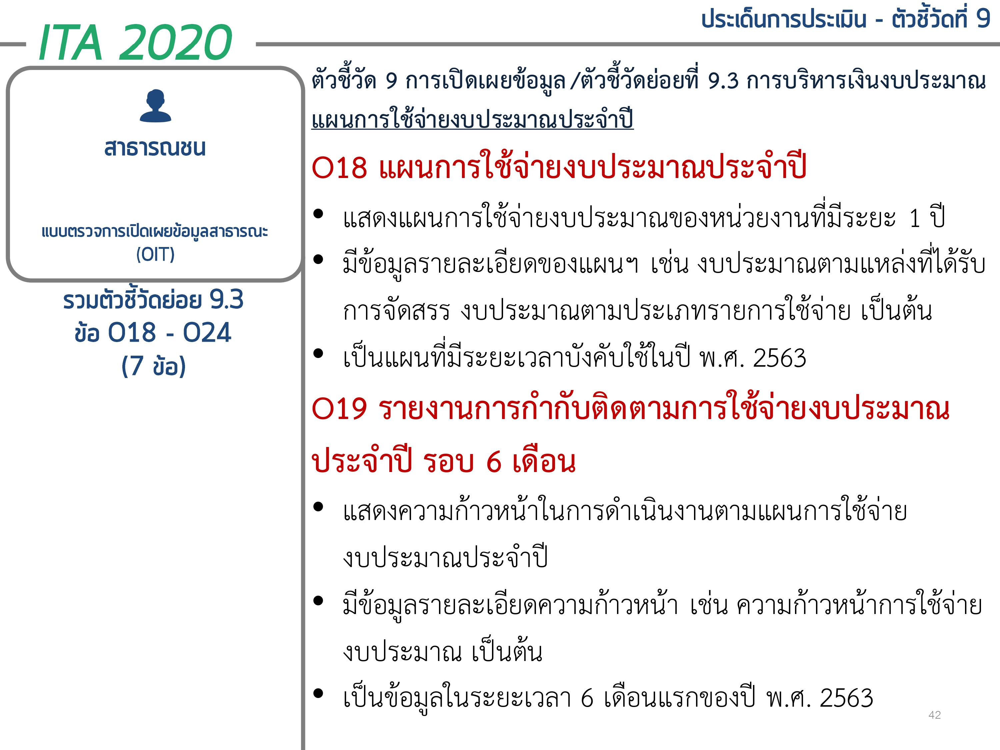 ประเด็นการประเมิน - ตัวชี้วัดที่ 9
ITA 2020
สาธารณชน
แบบตรวจการเปิดเผยข้อมูลสาธารณะ
(OIT)
รวมตัวชี้วัดย่อย 9.3
ข้อ O18 - O24
(7 ข้อ)
ตัวชี้วัด 9 การเปิดเผยข้อมูล/ตัวชี้วัดย่อยที่ 9.3 การบริหารเงินงบประมาณ
แผนการใช้จ่ายงบประมาณประจำปี
O18 แผนการใช้จ่ายงบประมาณประจำปี
• แสดงแผนการใช้จ่ายงบประมาณของหน่วยงานที่มีระยะ 1 ปี
• มีข้อมูลรายละเอียดของแผนฯ เช่น งบประมาณตามแหล่งที่ได้รับ
การจัดสรร งบประมาณตามประเภทรายการใช้จ่าย เป็นต้น
• เป็นแผนที่มีระยะเวลาบังคับใช้ในปี พ.ศ. 2563
O19 รายงานการกำกับติดตามการใช้จ่ายงบประมาณ
ประจำปี รอบ 6 เดือน
• แสดงความก้าวหน้าในการดำเนินงานตามแผนการใช้จ่าย
งบประมาณประจำปี
• มีข้อมูลรายละเอียดความก้าวหน้า เช่น ความก้าวหน้าการใช้จ่าย
งบประมาณ เป็นต้น
• เป็นข้อมูลในระยะเวลา 6 เดือนแรกของปี พ.ศ. 2563
42